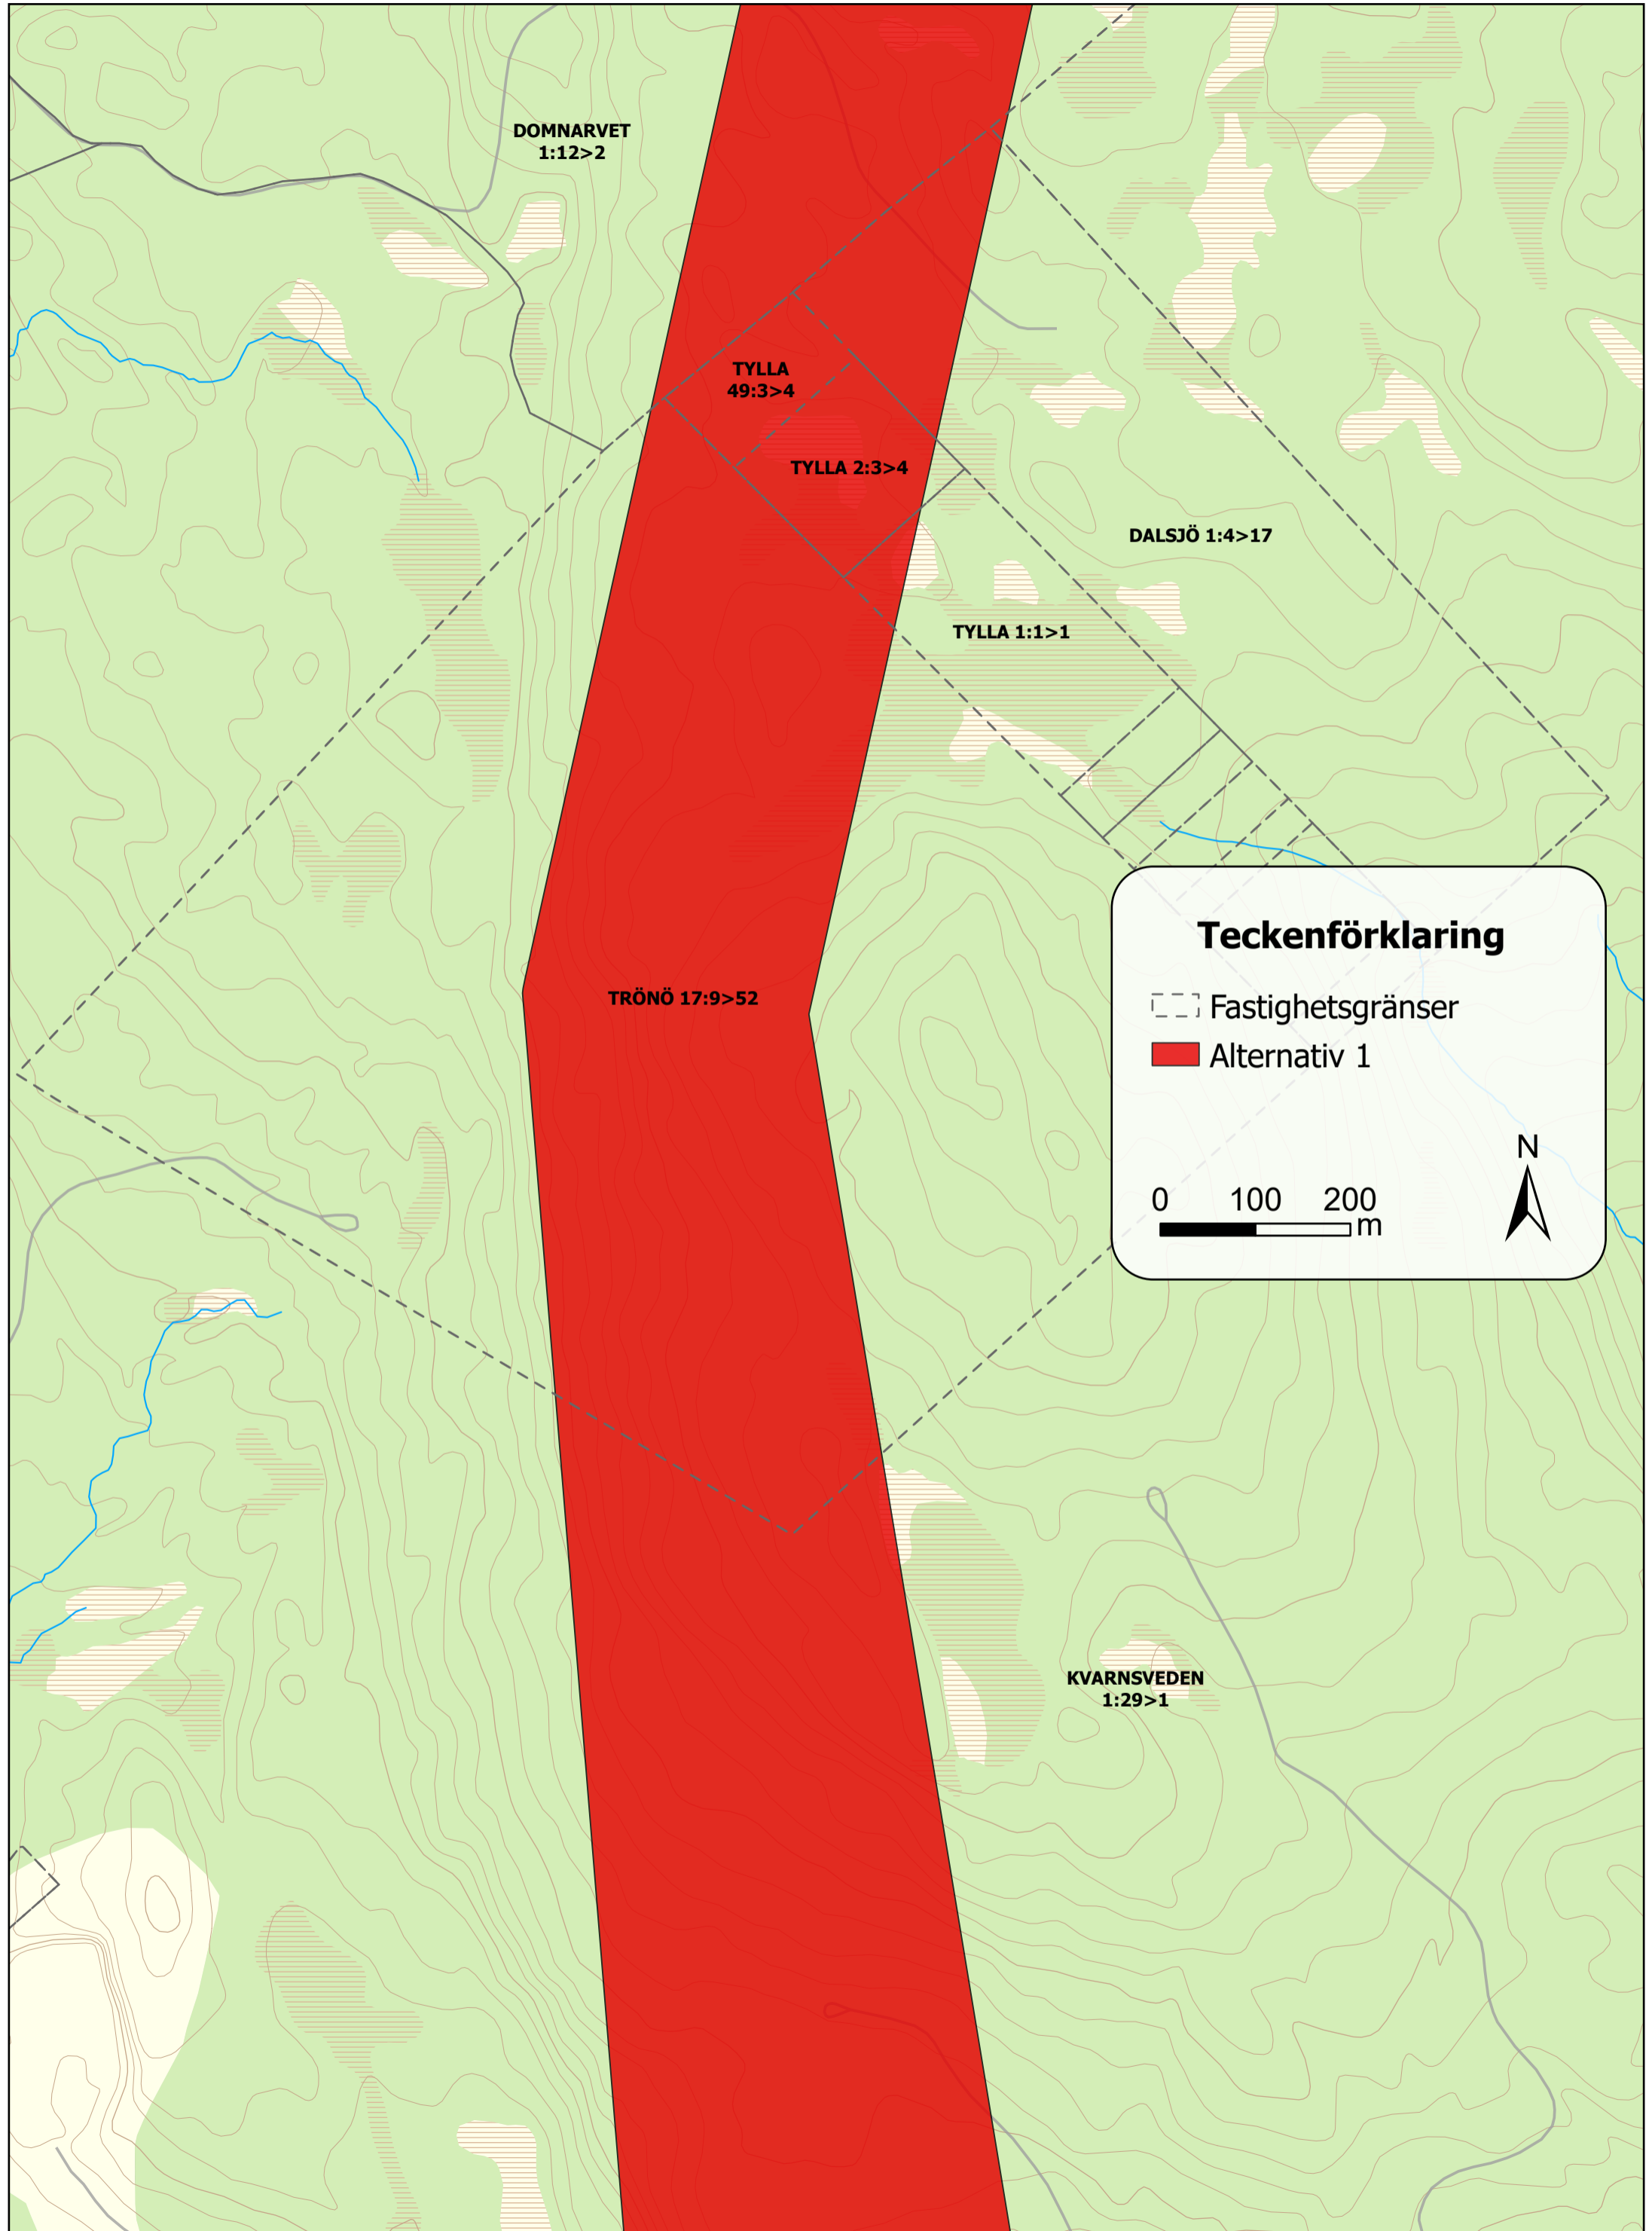 DOMNARVET
1:12>2
TYLLA
49:3>4
TYLLA 2:3>4
DALSJÖ 1:4>17
TYLLA 1:1>1
TRÖNÖ 17:9>52
Teckenförklaring
Fastighetsgränser
Alternativ 1
N
0 100 200
m
KVARNSVEDEN
1:29>1